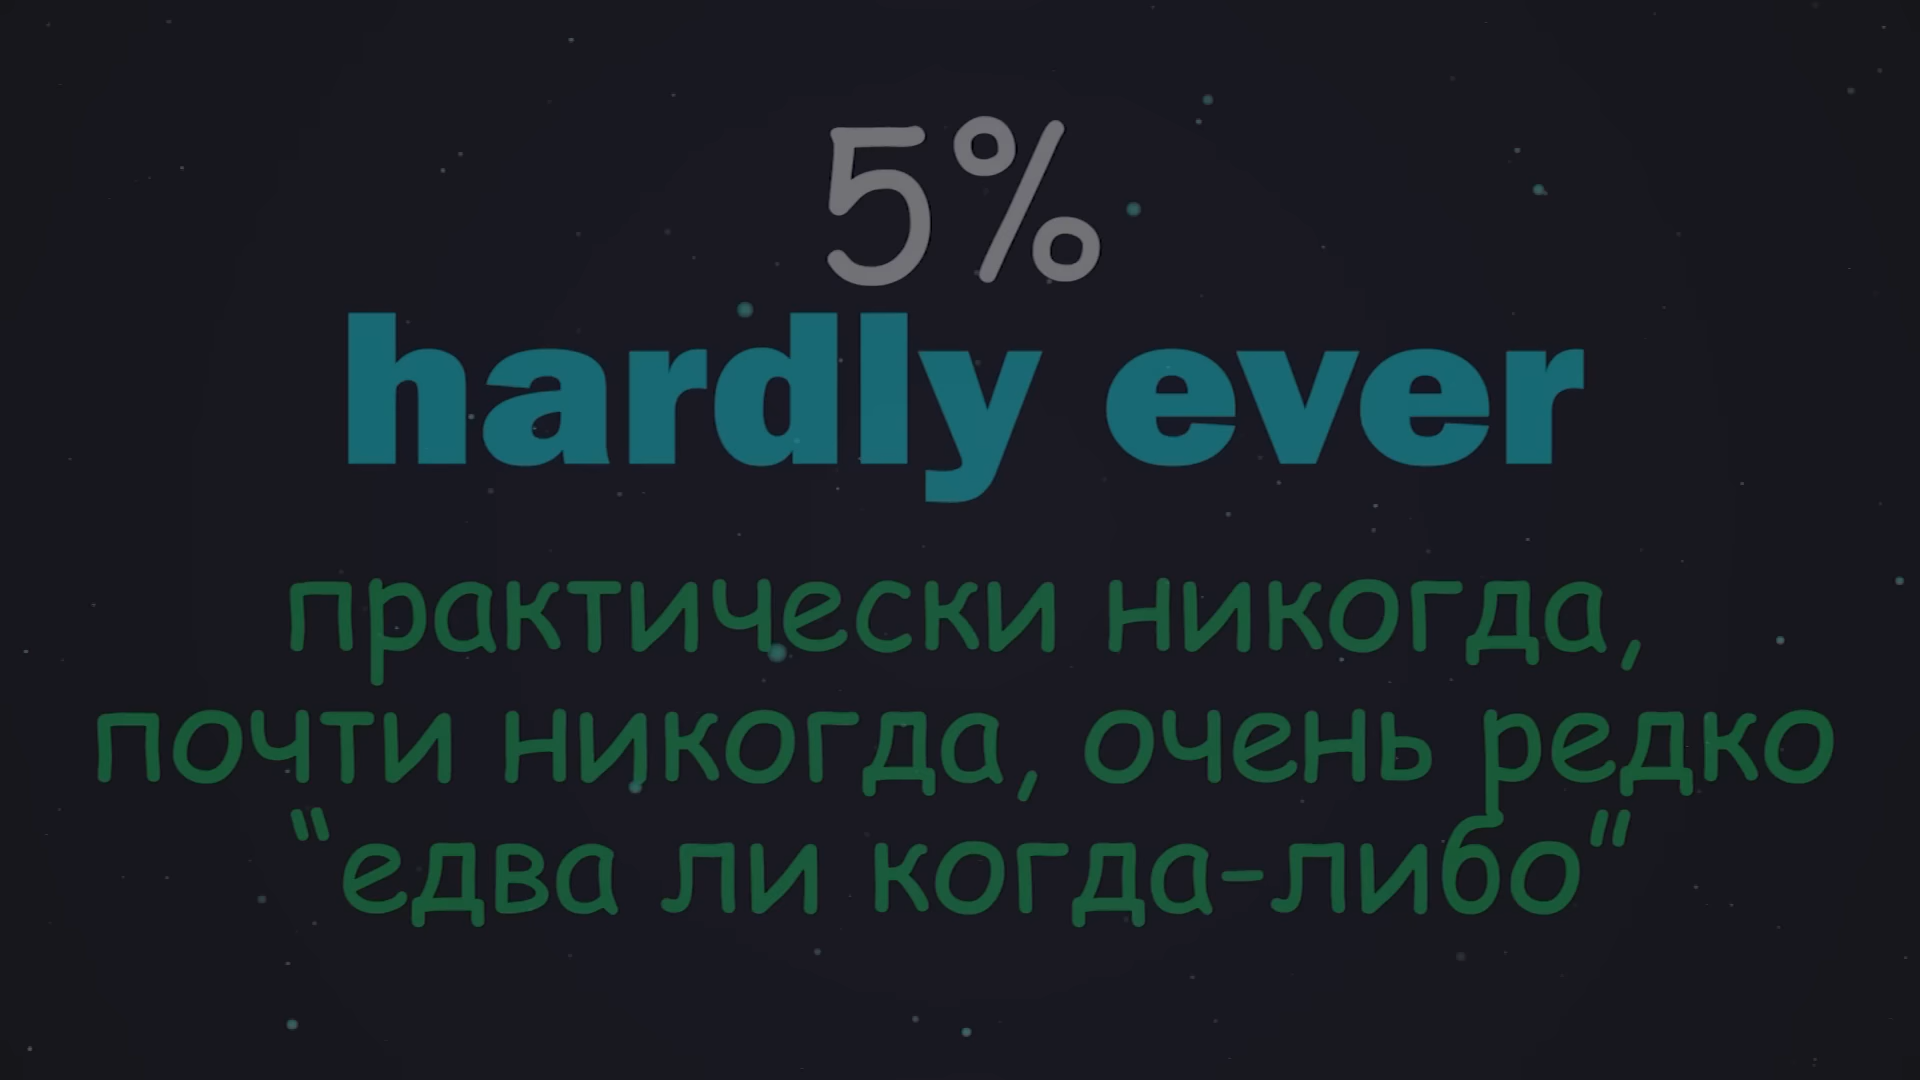 5%
hardly ever
практически никогда,
почти никогда, очень редко
"едва ли когда-либо"